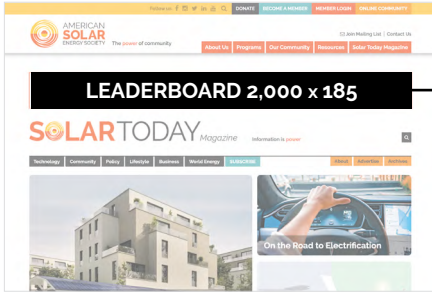 Follow us
DONATE
BECOME A MEMBER
MEMBER LOGIN
ONLINE COMMUNITY
AMERICAN
SOLAR
ENERGY SOCIETY
The power of community
Join Mailing List | Contact Us
About Us
Programs
Our Community
Resources
Solar Today Magazine
LEADERBOARD 2,000 x 185
SOLARTODAY Magazine
Information is power
Technology
Community
Policy
Lifestyle
Business
World Energy
SUBSCRIBE
About
Advertise
Archives
On the Road to Electrification